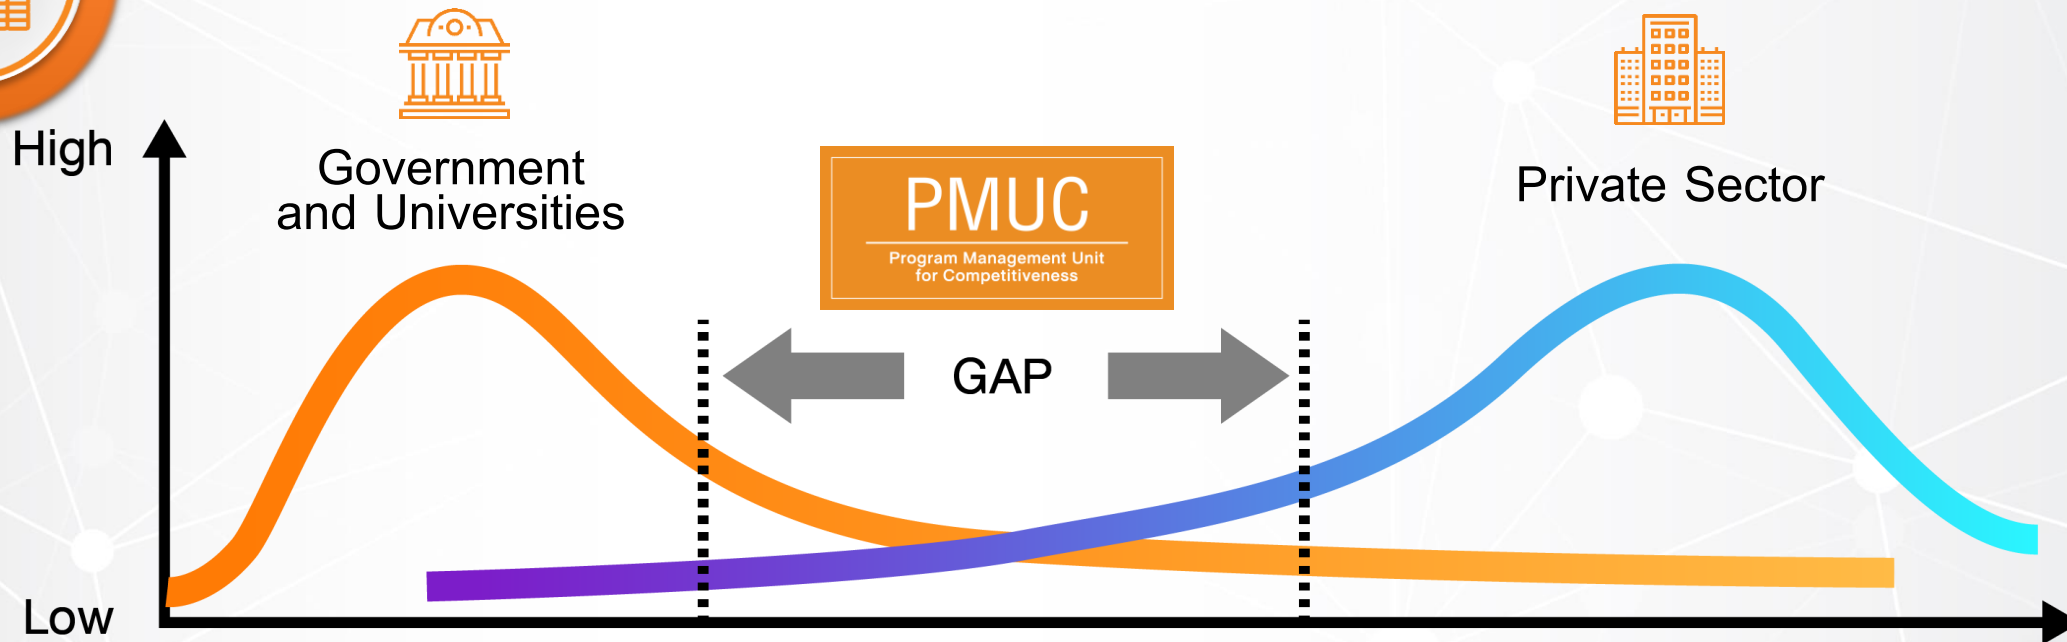 High
Government
and Universities
PMUC
Program Management Unit
for Competitiveness
Private Sector
GAP
Low